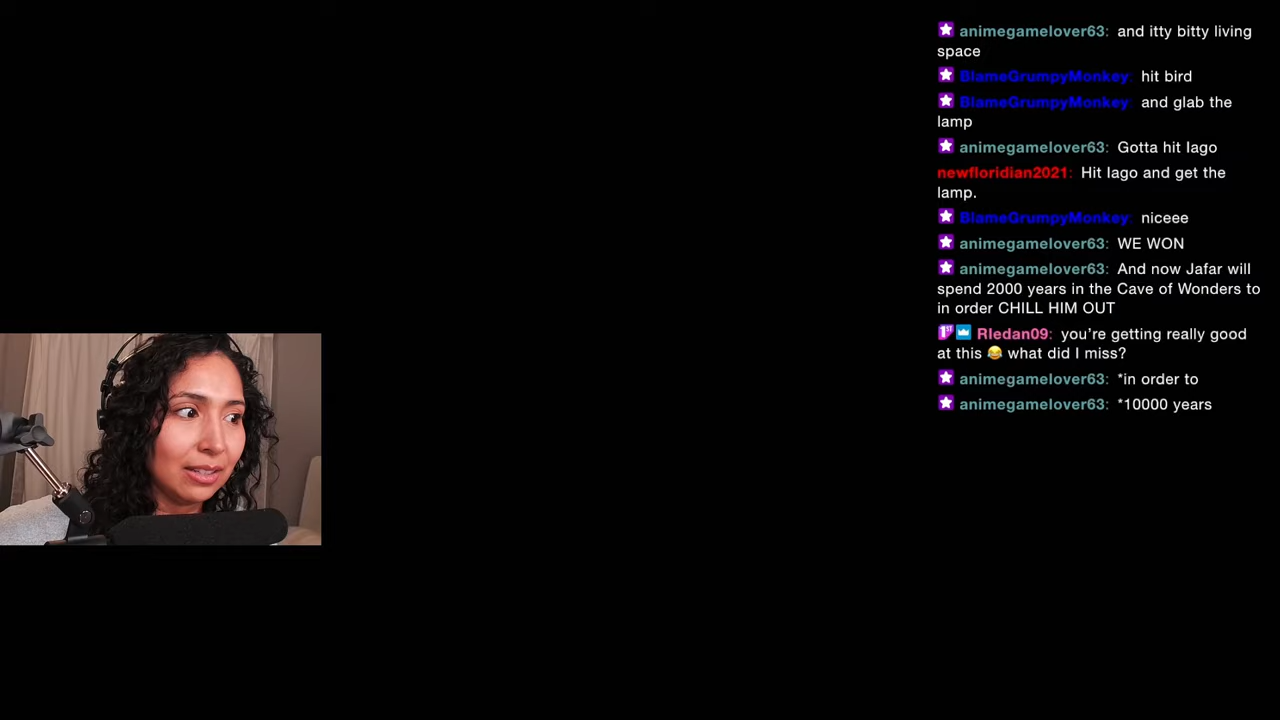 animegamelover63: and itty bitty living
space
BlameGrumpyMonkey: hit bird
BlameGrumpyMonkey: and glab the
lamp
animegamelover63: Gotta hit Iago
newfloridian2021: Hit Iago and get the
lamp.
BlameGrumpyMonkey: niceee
animegamelover63: WE WON
animegamelover63: And now Jafar will
spend 2000 years in the Cave of Wonders to
in order CHILL HIM OUT
1ST Rledan09: you’re getting really good
at this 😂 what did I miss?
animegamelover63: *in order to
animegamelover63: *10000 years